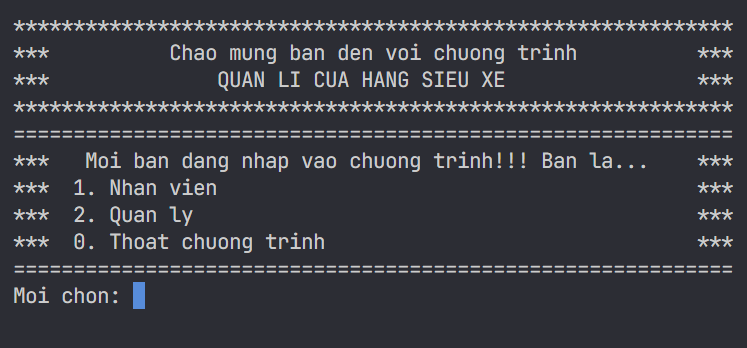 ************************************************************
***          Chao mung ban den voi chuong trinh          ***
***              QUAN LI CUA HANG SIEU XE                ***
************************************************************
============================================================
***   Moi ban dang nhap vao chuong trinh!!! Ban la...    ***
***  1. Nhan vien                                        ***
***  2. Quan ly                                          ***
***  0. Thoat chuong trinh                               ***
============================================================
Moi chon: